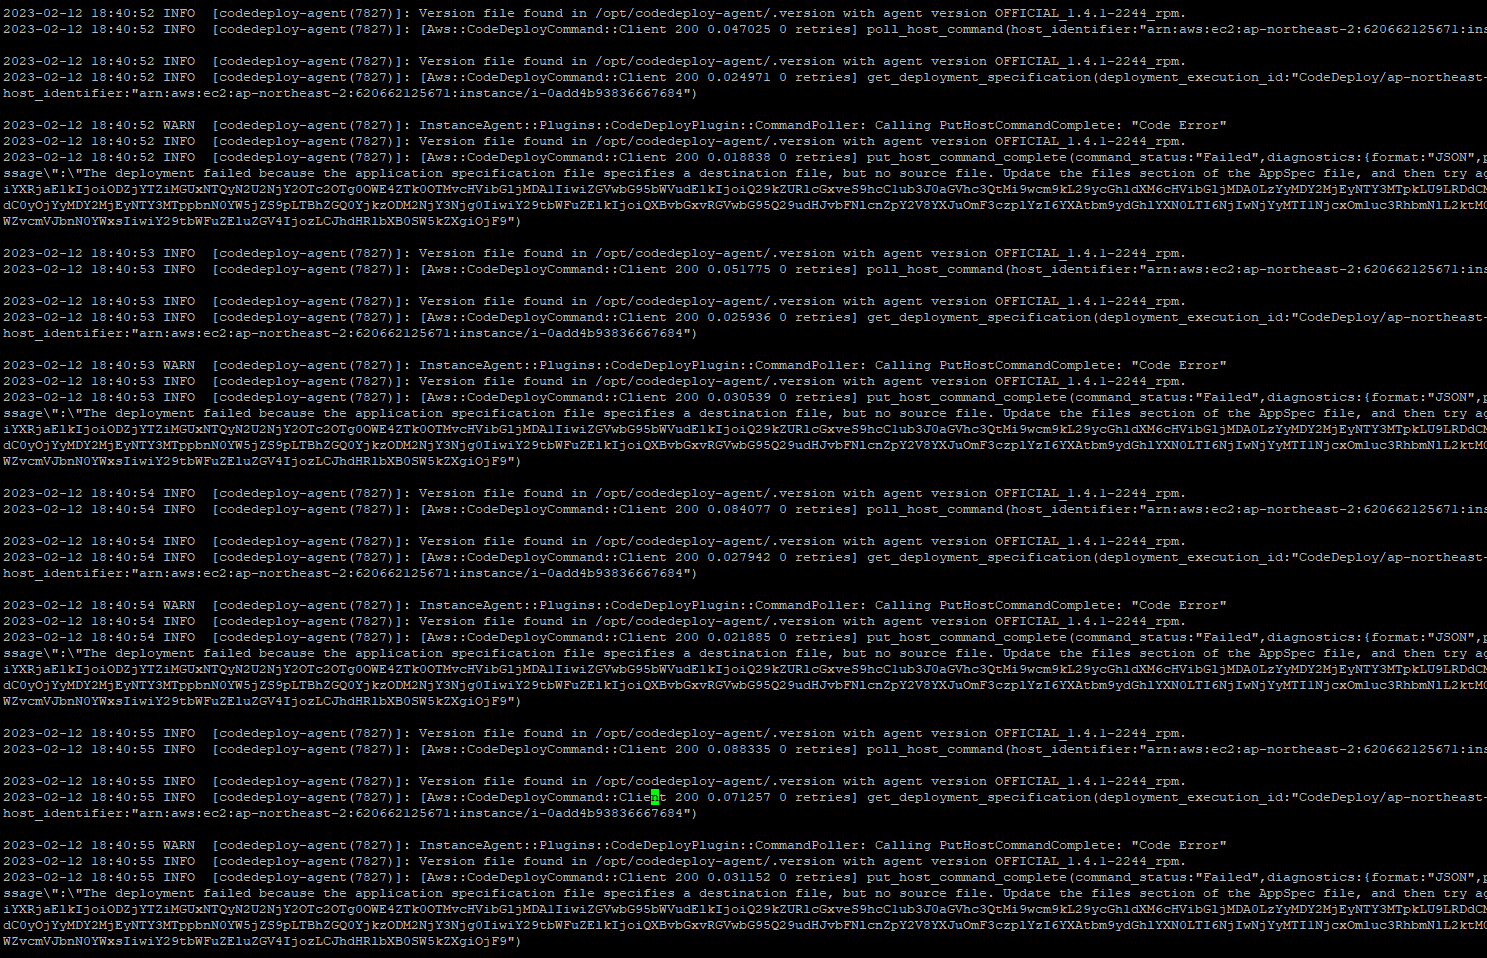 2023-02-12 18:40:52 INFO  [codedeploy-agent(7827)]: Version file found in /opt/codedeploy-agent/.version with agent version OFFICIAL_1.4.1-2244_rpm.
2023-02-12 18:40:52 INFO  [codedeploy-agent(7827)]: [Aws::CodeDeployCommand::Client 200 0.047025 0 retries] poll_host_command(host_identifier:"arn:aws:ec2:ap-northeast-2:620662125671:ins
2023-02-12 18:40:52 INFO  [codedeploy-agent(7827)]: Version file found in /opt/codedeploy-agent/.version with agent version OFFICIAL_1.4.1-2244_rpm.
2023-02-12 18:40:52 INFO  [codedeploy-agent(7827)]: [Aws::CodeDeployCommand::Client 200 0.024971 0 retries] get_deployment_specification(deployment_execution_id:"CodeDeploy/ap-northeast-
host_identifier:"arn:aws:ec2:ap-northeast-2:620662125671:instance/i-0add4b93836667684")
2023-02-12 18:40:52 WARN  [codedeploy-agent(7827)]: InstanceAgent::Plugins::CodeDeployPlugin::CommandPoller: Calling PutHostCommandComplete: "Code Error"
2023-02-12 18:40:52 INFO  [codedeploy-agent(7827)]: Version file found in /opt/codedeploy-agent/.version with agent version OFFICIAL_1.4.1-2244_rpm.
2023-02-12 18:40:52 INFO  [codedeploy-agent(7827)]: [Aws::CodeDeployCommand::Client 200 0.018838 0 retries] put_host_command_complete(command_status:"Failed",diagnostics:{format:"JSON",p
ssage\":\"The deployment failed because the application specification file specifies a destination file, but no source file. Update the files section of the AppSpec file, and then try ag
WZvcmVJbnN0YWxsIiwiY29tbWFuZEluZGV4IjozLCJhdHRlbXB0SW5kZXgiOjF9")
2023-02-12 18:40:53 INFO  [codedeploy-agent(7827)]: Version file found in /opt/codedeploy-agent/.version with agent version OFFICIAL_1.4.1-2244_rpm.
2023-02-12 18:40:53 INFO  [codedeploy-agent(7827)]: [Aws::CodeDeployCommand::Client 200 0.051775 0 retries] poll_host_command(host_identifier:"arn:aws:ec2:ap-northeast-2:620662125671:ins
2023-02-12 18:40:53 INFO  [codedeploy-agent(7827)]: Version file found in /opt/codedeploy-agent/.version with agent version OFFICIAL_1.4.1-2244_rpm.
2023-02-12 18:40:53 INFO  [codedeploy-agent(7827)]: [Aws::CodeDeployCommand::Client 200 0.025936 0 retries] get_deployment_specification(deployment_execution_id:"CodeDeploy/ap-northeast-
host_identifier:"arn:aws:ec2:ap-northeast-2:620662125671:instance/i-0add4b93836667684")
2023-02-12 18:40:53 WARN  [codedeploy-agent(7827)]: InstanceAgent::Plugins::CodeDeployPlugin::CommandPoller: Calling PutHostCommandComplete: "Code Error"
2023-02-12 18:40:53 INFO  [codedeploy-agent(7827)]: Version file found in /opt/codedeploy-agent/.version with agent version OFFICIAL_1.4.1-2244_rpm.
2023-02-12 18:40:53 INFO  [codedeploy-agent(7827)]: [Aws::CodeDeployCommand::Client 200 0.030539 0 retries] put_host_command_complete(command_status:"Failed",diagnostics:{format:"JSON",p
ssage\":\"The deployment failed because the application specification file specifies a destination file, but no source file. Update the files section of the AppSpec file, and then try ag
WZvcmVJbnN0YWxsIiwiY29tbWFuZEluZGV4IjozLCJhdHRlbXB0SW5kZXgiOjF9")
2023-02-12 18:40:54 INFO  [codedeploy-agent(7827)]: Version file found in /opt/codedeploy-agent/.version with agent version OFFICIAL_1.4.1-2244_rpm.
2023-02-12 18:40:54 INFO  [codedeploy-agent(7827)]: [Aws::CodeDeployCommand::Client 200 0.084077 0 retries] poll_host_command(host_identifier:"arn:aws:ec2:ap-northeast-2:620662125671:ins
2023-02-12 18:40:54 INFO  [codedeploy-agent(7827)]: Version file found in /opt/codedeploy-agent/.version with agent version OFFICIAL_1.4.1-2244_rpm.
2023-02-12 18:40:54 INFO  [codedeploy-agent(7827)]: [Aws::CodeDeployCommand::Client 200 0.027942 0 retries] get_deployment_specification(deployment_execution_id:"CodeDeploy/ap-northeast-
host_identifier:"arn:aws:ec2:ap-northeast-2:620662125671:instance/i-0add4b93836667684")
2023-02-12 18:40:54 WARN  [codedeploy-agent(7827)]: InstanceAgent::Plugins::CodeDeployPlugin::CommandPoller: Calling PutHostCommandComplete: "Code Error"
2023-02-12 18:40:54 INFO  [codedeploy-agent(7827)]: Version file found in /opt/codedeploy-agent/.version with agent version OFFICIAL_1.4.1-2244_rpm.
2023-02-12 18:40:54 INFO  [codedeploy-agent(7827)]: [Aws::CodeDeployCommand::Client 200 0.021885 0 retries] put_host_command_complete(command_status:"Failed",diagnostics:{format:"JSON",p
ssage\":\"The deployment failed because the application specification file specifies a destination file, but no source file. Update the files section of the AppSpec file, and then try ag
WZvcmVJbnN0YWxsIiwiY29tbWFuZEluZGV4IjozLCJhdHRlbXB0SW5kZXgiOjF9")
2023-02-12 18:40:55 INFO  [codedeploy-agent(7827)]: Version file found in /opt/codedeploy-agent/.version with agent version OFFICIAL_1.4.1-2244_rpm.
2023-02-12 18:40:55 INFO  [codedeploy-agent(7827)]: [Aws::CodeDeployCommand::Client 200 0.088335 0 retries] poll_host_command(host_identifier:"arn:aws:ec2:ap-northeast-2:620662125671:ins
2023-02-12 18:40:55 INFO  [codedeploy-agent(7827)]: Version file found in /opt/codedeploy-agent/.version with agent version OFFICIAL_1.4.1-2244_rpm.
2023-02-12 18:40:55 INFO  [codedeploy-agent(7827)]: [Aws::CodeDeployCommand::Client 200 0.071257 0 retries] get_deployment_specification(deployment_execution_id:"CodeDeploy/ap-northeast-
host_identifier:"arn:aws:ec2:ap-northeast-2:620662125671:instance/i-0add4b93836667684")
2023-02-12 18:40:55 WARN  [codedeploy-agent(7827)]: InstanceAgent::Plugins::CodeDeployPlugin::CommandPoller: Calling PutHostCommandComplete: "Code Error"
2023-02-12 18:40:55 INFO  [codedeploy-agent(7827)]: Version file found in /opt/codedeploy-agent/.version with agent version OFFICIAL_1.4.1-2244_rpm.
2023-02-12 18:40:55 INFO  [codedeploy-agent(7827)]: [Aws::CodeDeployCommand::Client 200 0.031152 0 retries] put_host_command_complete(command_status:"Failed",diagnostics:{format:"JSON",p
ssage\":\"The deployment failed because the application specification file specifies a destination file, but no source file. Update the files section of the AppSpec file, and then try ag
WZvcmVJbnN0YWxsIiwiY29tbWFuZEluZGV4IjozLCJhdHRlbXB0SW5kZXgiOjF9")